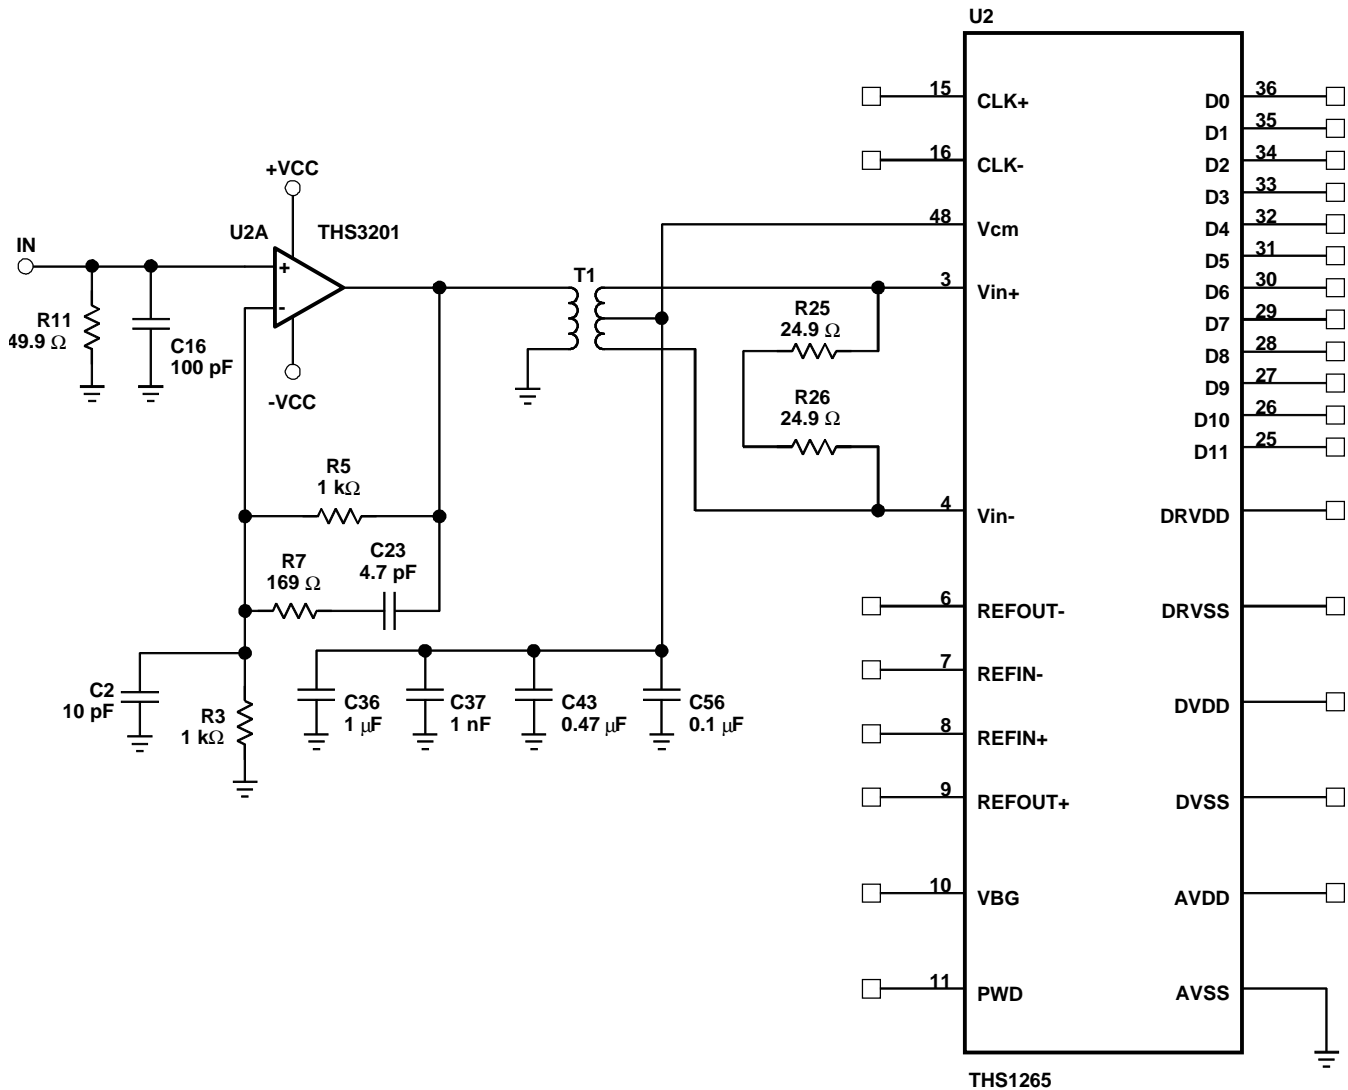 U2
15
CLK+
D0
36
D1
35
16
CLK-
D2
34
D3
33
+VCC
48
Vcm
D4
32
U2A
THS3201
IN
D5
31
+
-
T1
3
Vin+
D6
30
R11
49.9 Ω
C16
100 pF
R25
24.9 Ω
D7
29
D8
28
-VCC
R26
24.9 Ω
D9
27
D10
26
D11
25
R5
1 kΩ
4
Vin-
DRVDD
R7
169 Ω
C23
4.7 pF
6
REFOUT-
DRVSS
7
REFIN-
C2
10 pF
R3
1 kΩ
C36
1 μF
C37
1 nF
C43
0.47 μF
C56
0.1 μF
DVDD
8
REFIN+
9
REFOUT+
DVSS
10
VBG
AVDD
11
PWD
AVSS
THS1265